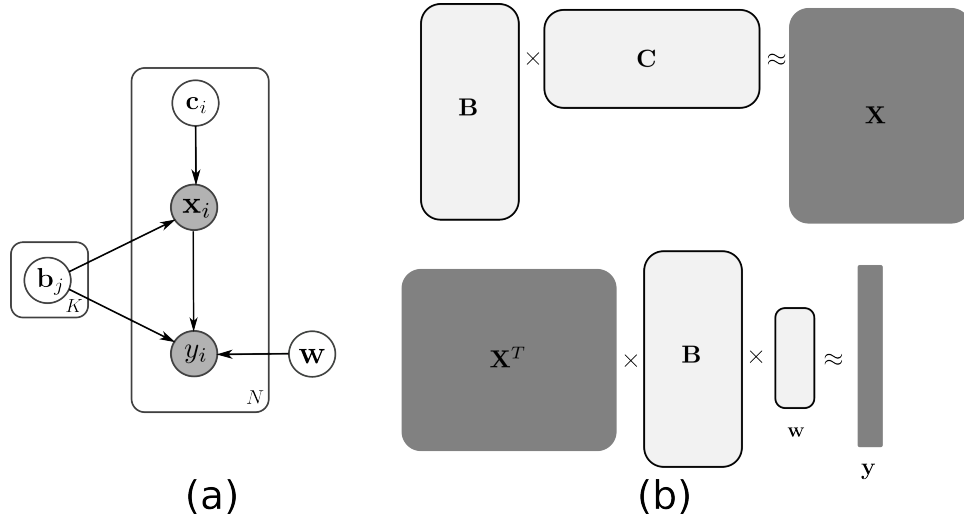 c_i
x_i
b_j
K
y_i
w
N
(a)
B × C ≈ X
X^T × B × w ≈ y
(b)